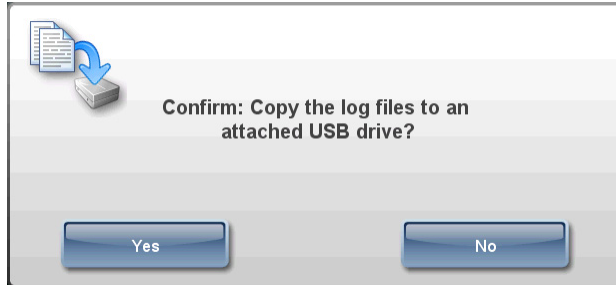 Confirm: Copy the log files to an
attached USB drive?
Yes
No